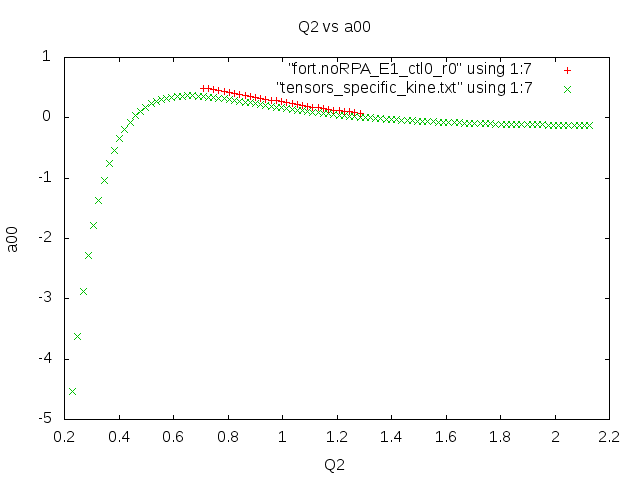 Q2 vs a00
"fort.noRPA_E1_ctl0_r0" using 1:7
"tensors_specific_kine.txt" using 1:7
1
0
-1
-2
-3
-4
-5
a00
0.2 0.4 0.6 0.8 1 1.2 1.4 1.6 1.8 2 2.2
Q2